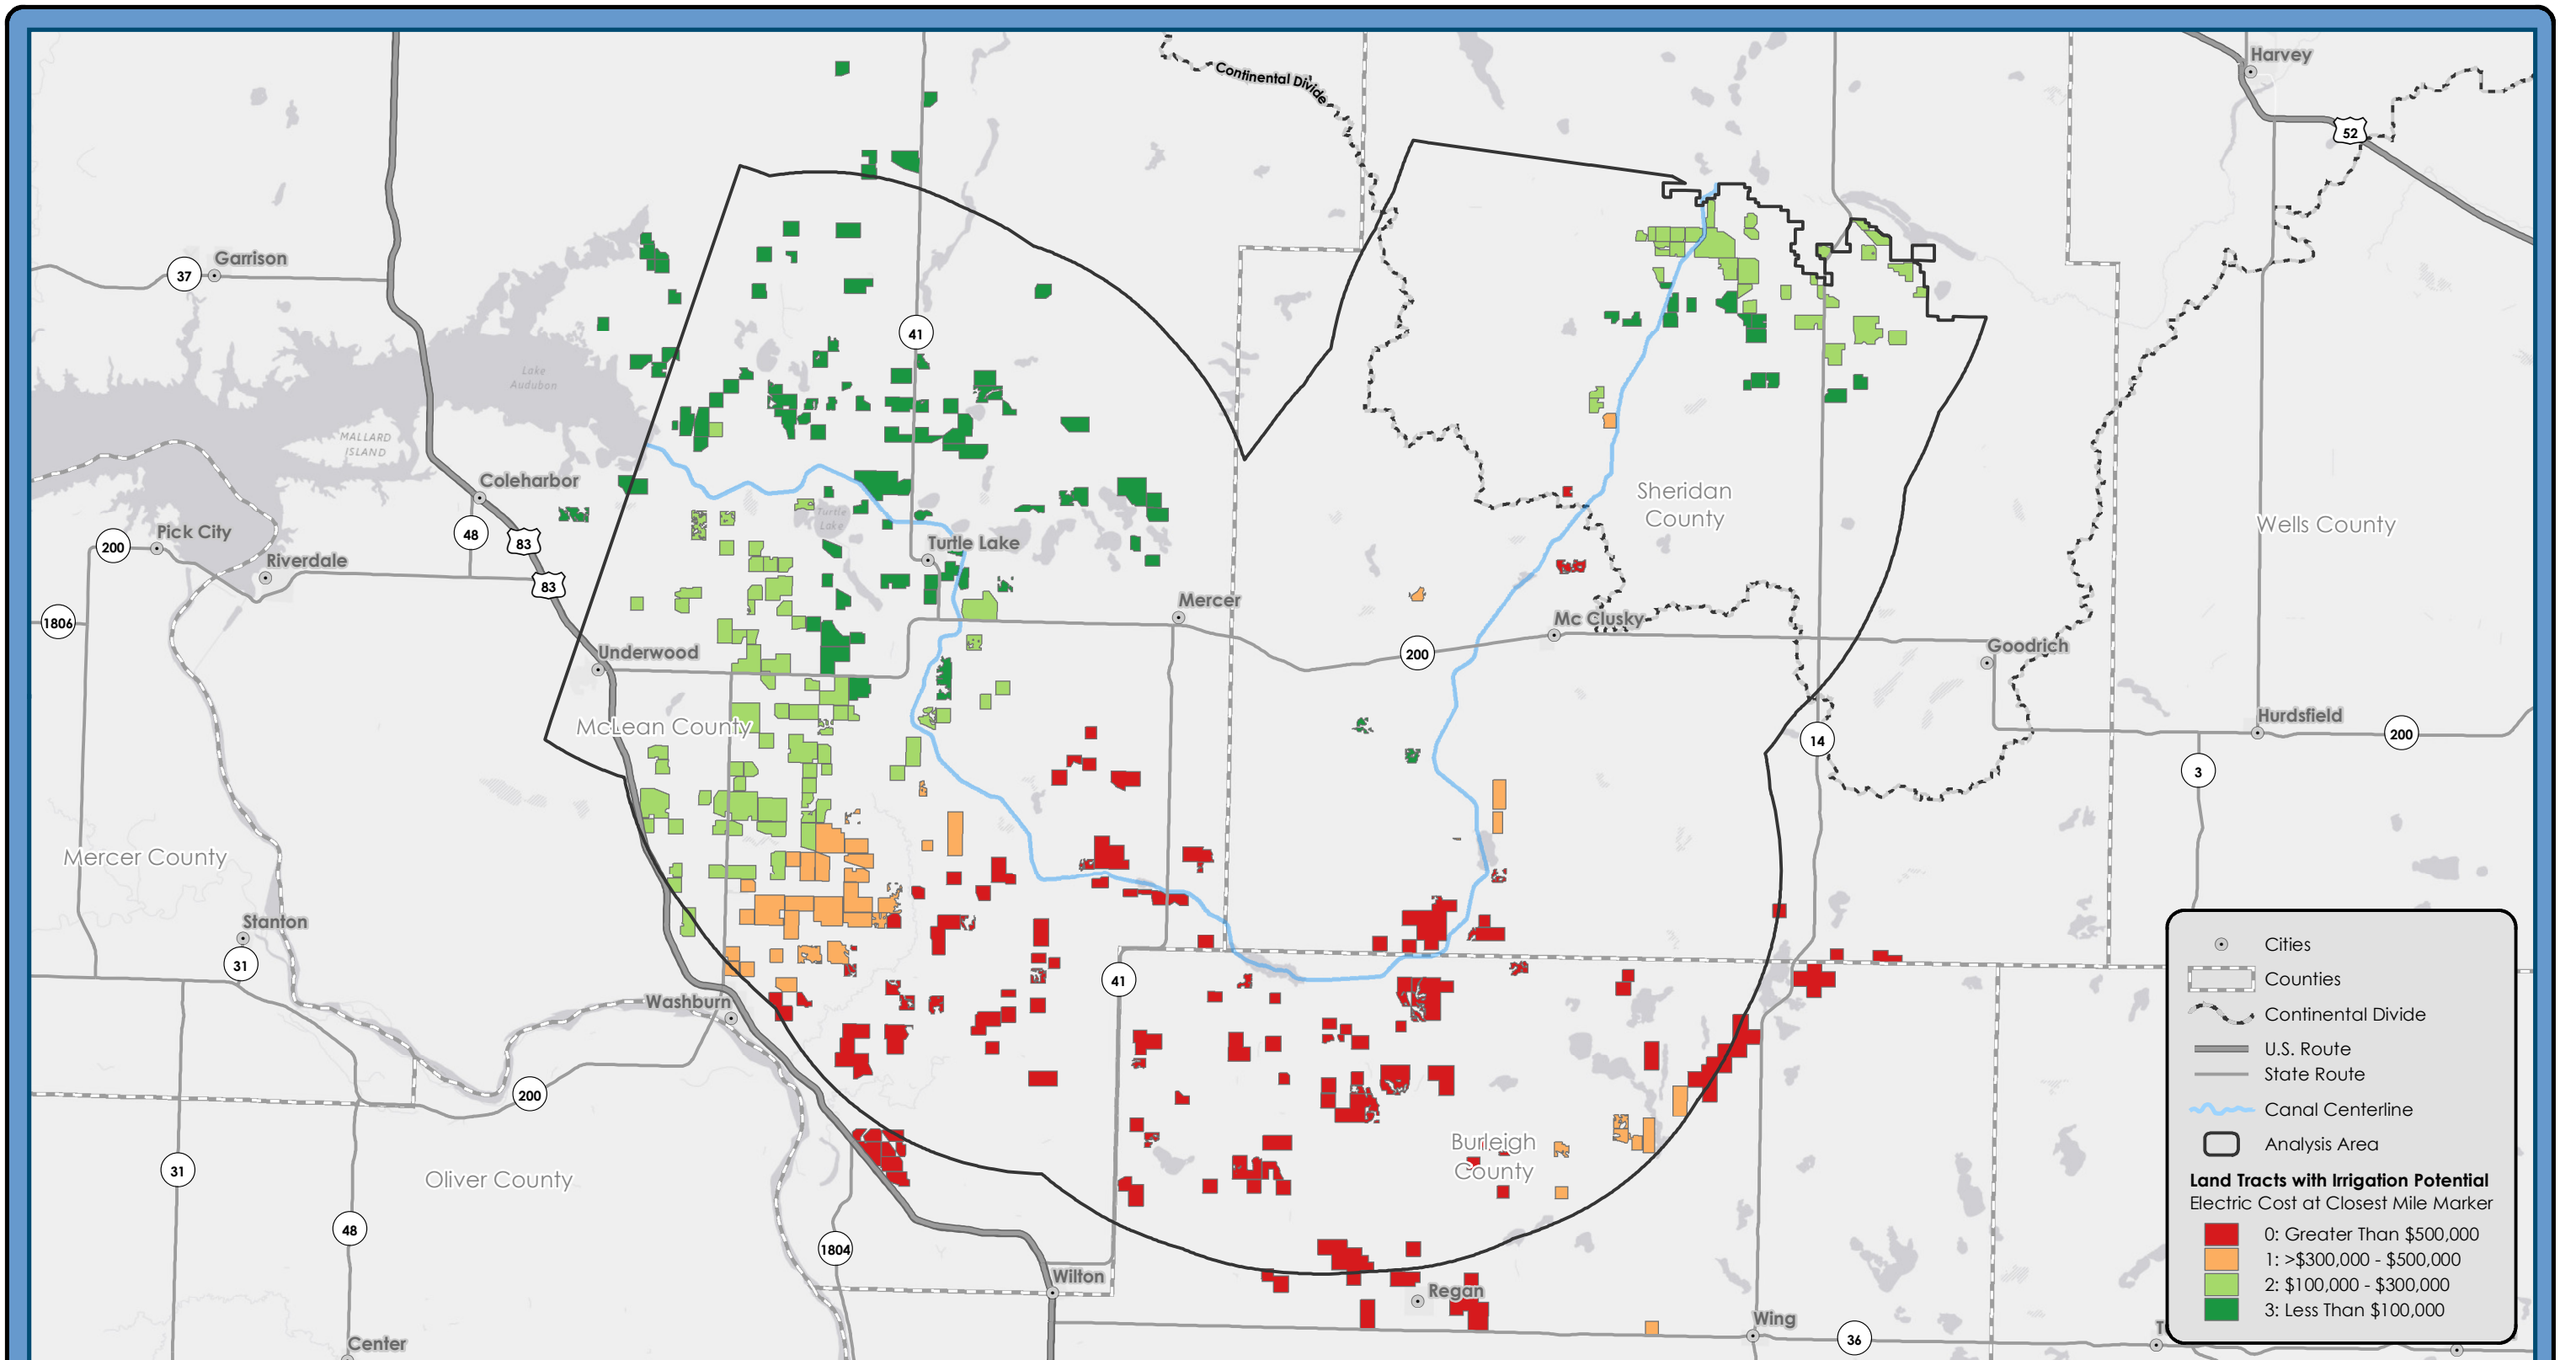 Continental Divide
Harvey
52
37
Garrison
41
Lake
Audubon
MALLARD
ISLAND
Coleharbor
48
83
83
Pick City
200
Riverdale
1806
Turtle
Lake
Turtle Lake
Mercer
Sheridan
County
Wells County
Mc Clusky
200
Goodrich
Underwood
McLean County
14
Hurdsfield
200
3
Mercer County
Stanton
31
Washburn
41
200
31
Oliver County
48
1804
Burleigh
County
Wilton
Regan
Wing
36
T
Center
Cities
Counties
Continental Divide
U.S. Route
State Route
Canal Centerline
Analysis Area
Land Tracts with Irrigation Potential
Electric Cost at Closest Mile Marker
0: Greater Than $500,000
1: >$300,000 - $500,000
2: $100,000 - $300,000
3: Less Than $100,000